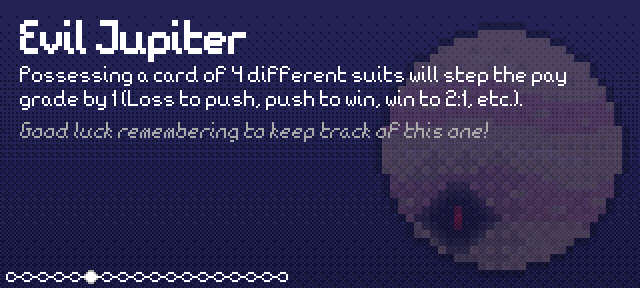 Evil Jupiter
Possessing a card of 4 different suits will step the pay
grade by 1 (Loss to push, push to win, win to 2:1, etc.).
Good luck remembering to keep track of this one!